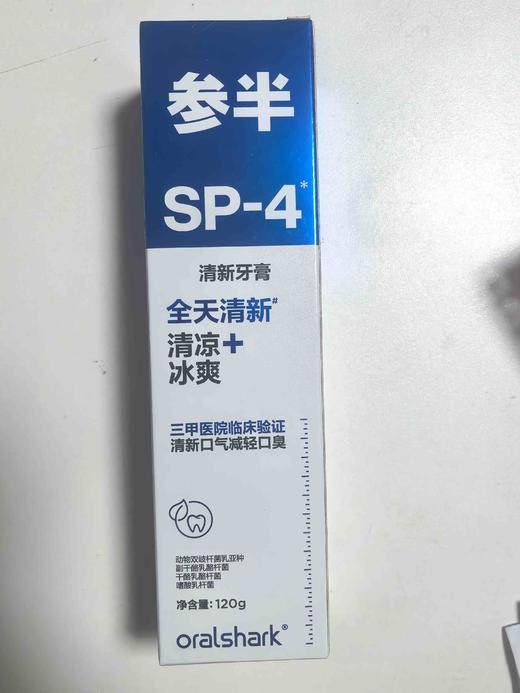 参半
SP-4*
清新牙膏
全天清新#
清凉+
冰爽
三甲医院临床验证
清新口气减轻口臭
动物双歧杆菌乳亚种
副干酪乳酪杆菌
干酪乳酪杆菌
嗜酸乳杆菌
净含量:120g
oralshark®